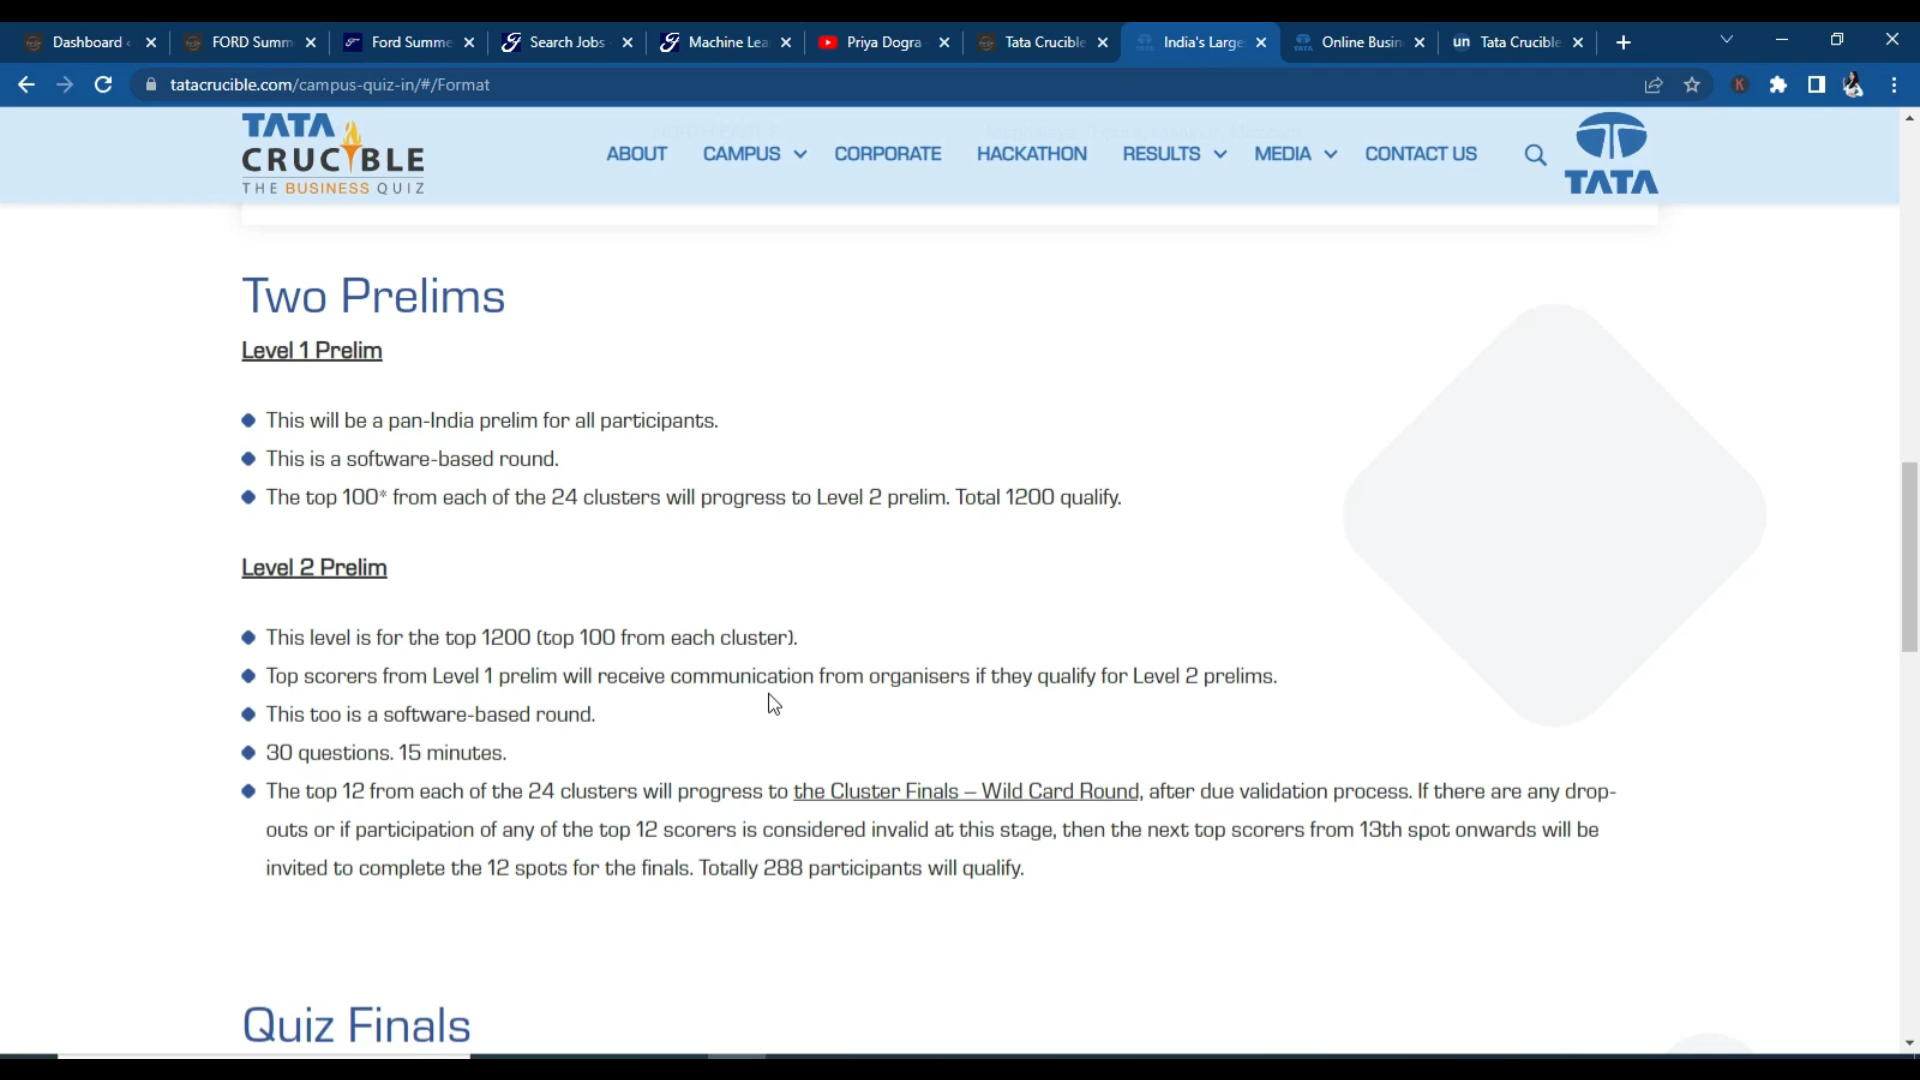 Dashboard
FORD Summ
Ford Summe
Search Jobs
Machine Lea
Priya Dogra
Tata Crucible
India's Large
Online Busin
un Tata Crucible
tatacrucible.com/campus-quiz-in/#/Format
K
TATA
CRUCIBLE
THE BUSINESS QUIZ
ABOUT CAMPUS CORPORATE HACKATHON RESULTS MEDIA CONTACT US
TATA
Two Prelims
Level 1 Prelim
This will be a pan-India prelim for all participants.
This is a software-based round.
The top 100* from each of the 24 clusters will progress to Level 2 prelim. Total 1200 qualify.
Level 2 Prelim
This level is for the top 1200 (top 100 from each cluster).
Top scorers from Level 1 prelim will receive communication from organisers if they qualify for Level 2 prelims.
This too is a software-based round.
30 questions. 15 minutes.
The top 12 from each of the 24 clusters will progress to the Cluster Finals – Wild Card Round, after due validation process. If there are any drop-
outs or if participation of any of the top 12 scorers is considered invalid at this stage, then the next top scorers from 13th spot onwards will be
invited to complete the 12 spots for the finals. Totally 288 participants will qualify.
Quiz Finals